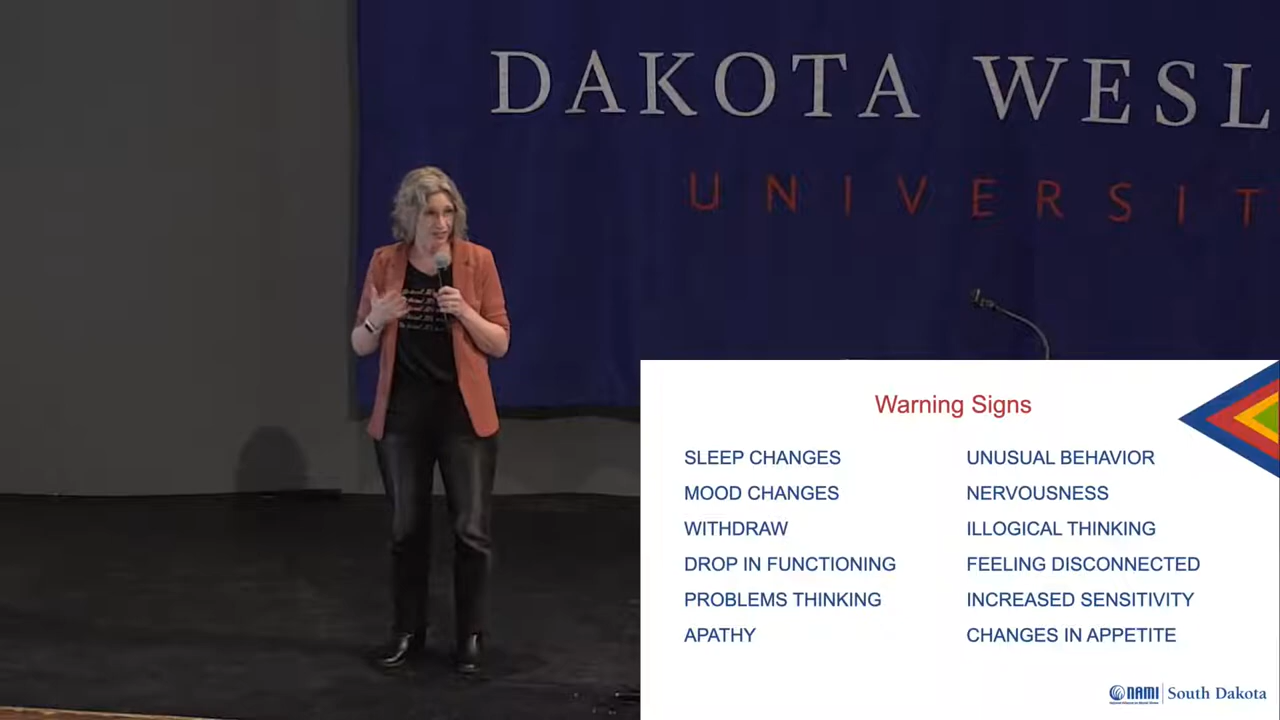 DAKOTA WESL
UNIVERSIT
Warning Signs
SLEEP CHANGES
MOOD CHANGES
WITHDRAW
DROP IN FUNCTIONING
PROBLEMS THINKING
APATHY
UNUSUAL BEHAVIOR
NERVOUSNESS
ILLOGICAL THINKING
FEELING DISCONNECTED
INCREASED SENSITIVITY
CHANGES IN APPETITE
NAMI South Dakota